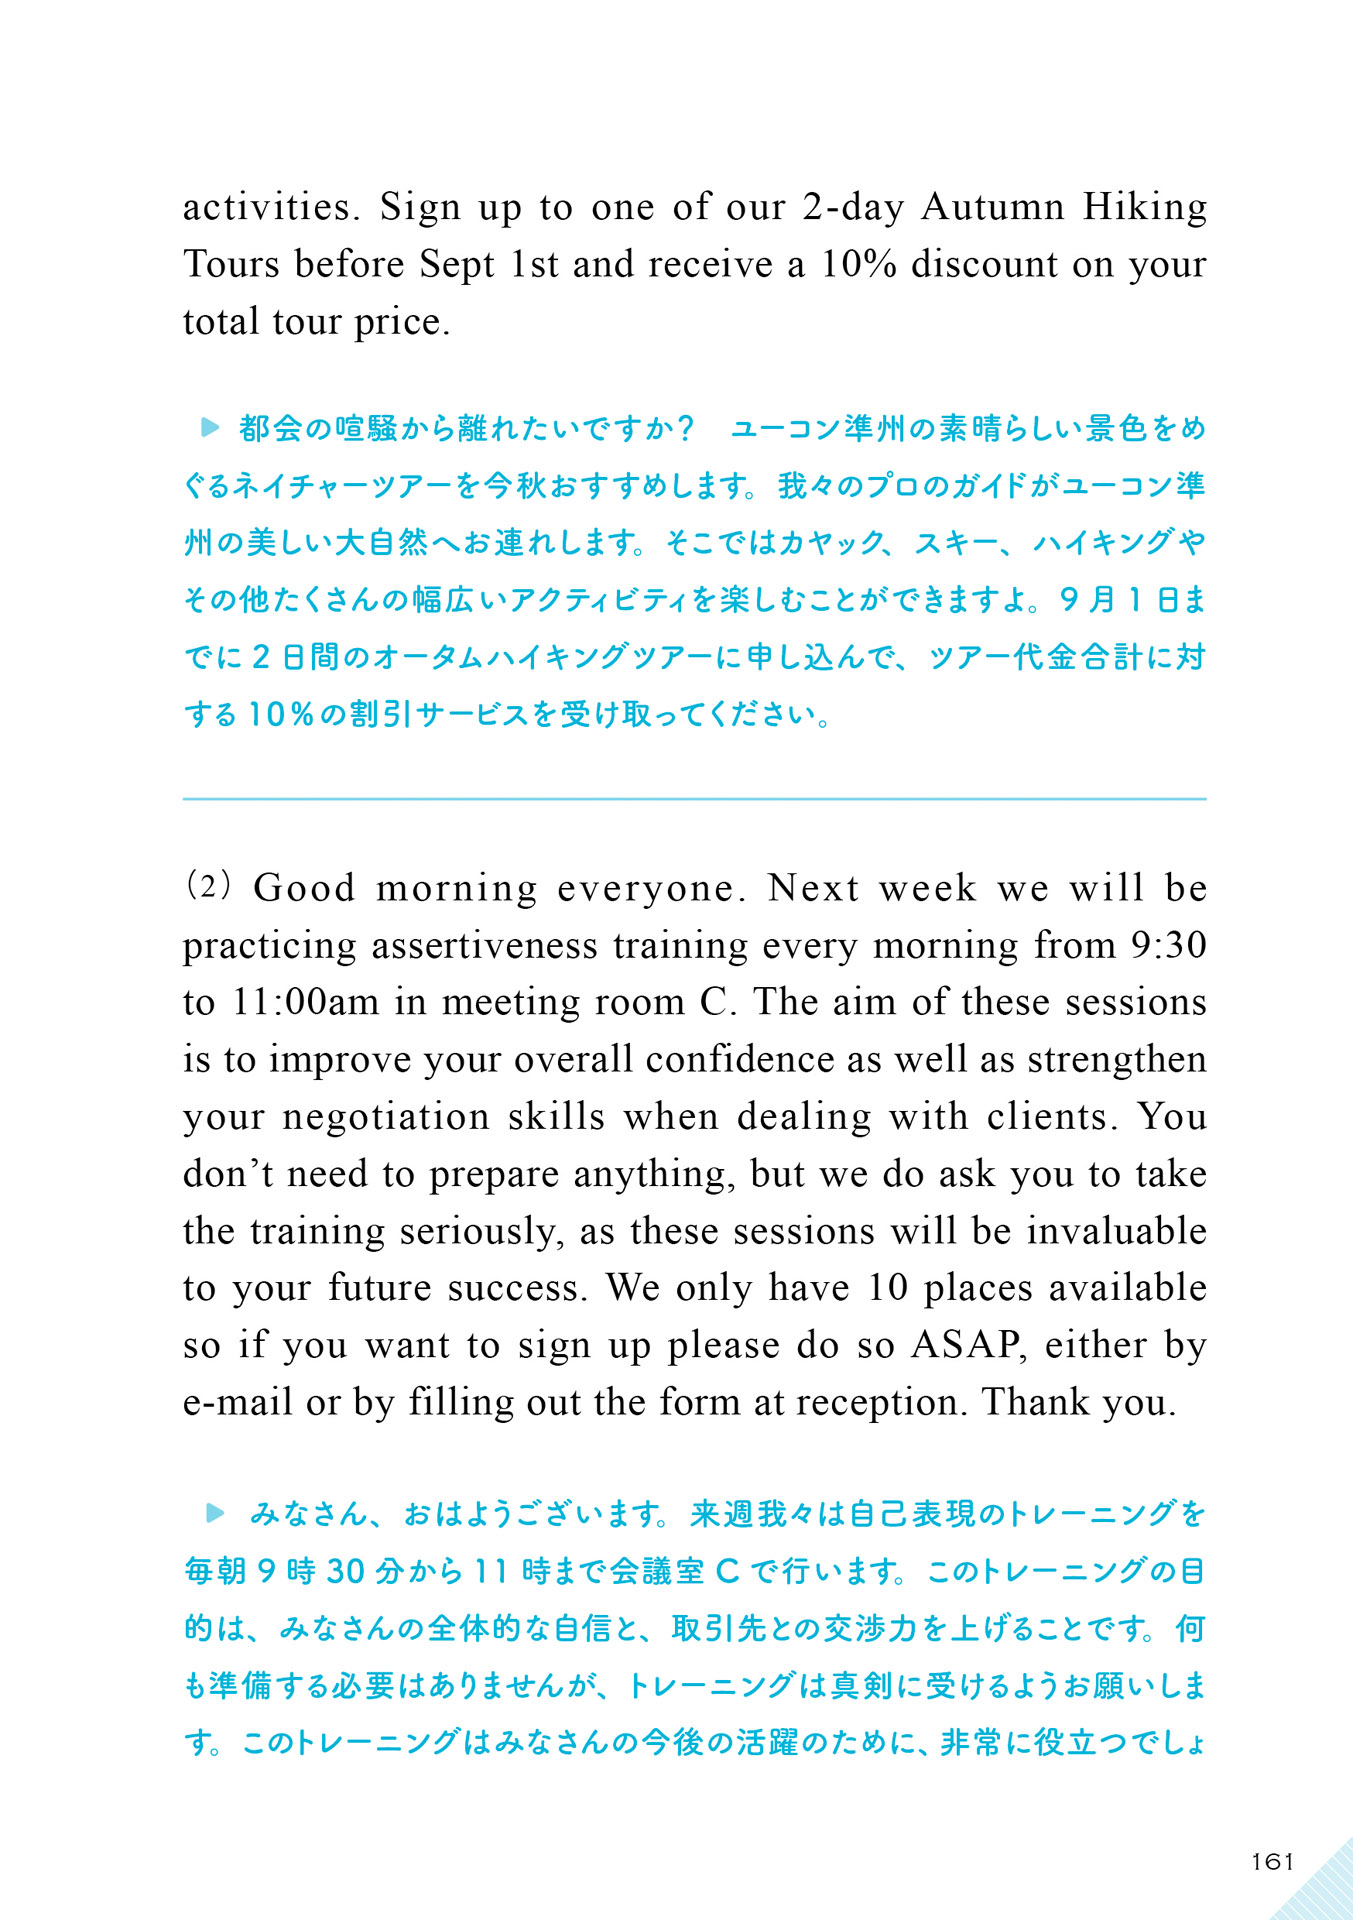 activities. Sign up to one of our 2-day Autumn Hiking
Tours before Sept 1st and receive a 10% discount on your
total tour price.
▶ 都会の喧騒から離れたいですか？　ユーコン準州の素晴らしい景色をめ
ぐるネイチャーツアーを今秋おすすめします。我々のプロのガイドがユーコン準
州の美しい大自然へお連れします。そこではカヤック、スキー、ハイキングや
その他たくさんの幅広いアクティビティを楽しむことができますよ。9 月 1 日ま
でに 2 日間のオータムハイキングツアーに申し込んで、ツアー代金合計に対
する 10％の割引サービスを受け取ってください。
（2）Good morning everyone. Next week we will be
practicing assertiveness training every morning from 9:30
to 11:00am in meeting room C. The aim of these sessions
is to improve your overall confidence as well as strengthen
your negotiation skills when dealing with clients. You
don’t need to prepare anything, but we do ask you to take
the training seriously, as these sessions will be invaluable
to your future success. We only have 10 places available
so if you want to sign up please do so ASAP, either by
e-mail or by filling out the form at reception. Thank you.
▶ みなさん、おはようございます。来週我々は自己表現のトレーニングを
毎朝 9 時 30 分から 11 時まで会議室 C で行います。このトレーニングの目
的は、みなさんの全体的な自信と、取引先との交渉力を上げることです。何
も準備する必要はありませんが、トレーニングは真剣に受けるようお願いしま
す。このトレーニングはみなさんの今後の活躍のために、非常に役立つでしょ
161